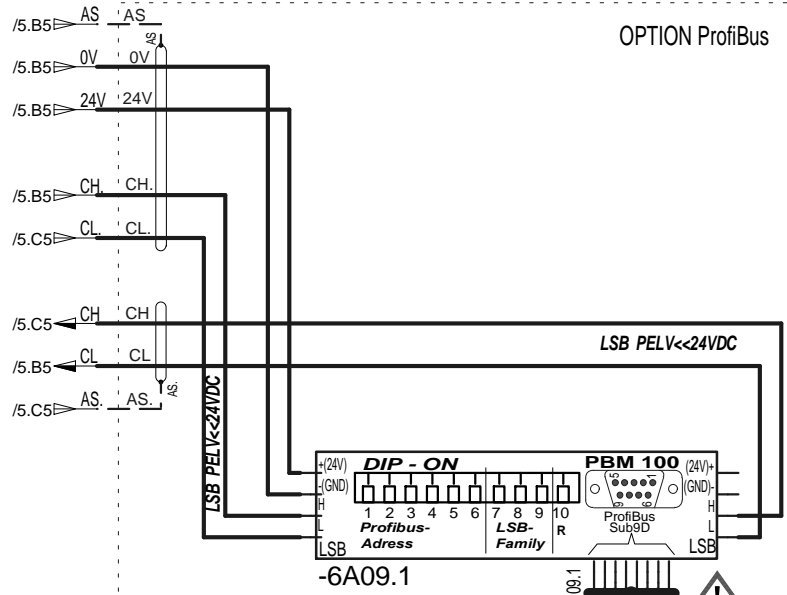 OPTION ProfiBus
/5.B5 AS AS
AS
/5.B5 0V 0V
/5.B5 24V 24V
/5.B5 CH. CH.
/5.C5 CL. CL.
/5.C5 CH CH
/5.B5 CL CL
/5.C5 AS. AS.
AS.
LSB PELV<<24VDC
LSB PELV<<24VDC
+(24V) DIP - ON PBM 100 (24V)+
-(GND) (GND)-
H H
L L
LSB LSB
1 2 3 4 5 6 7 8 9 10
Profibus-Adress
LSB-Family
R
5 1
9 6
ProfiBus
Sub9D
-6A09.1
09.1
!